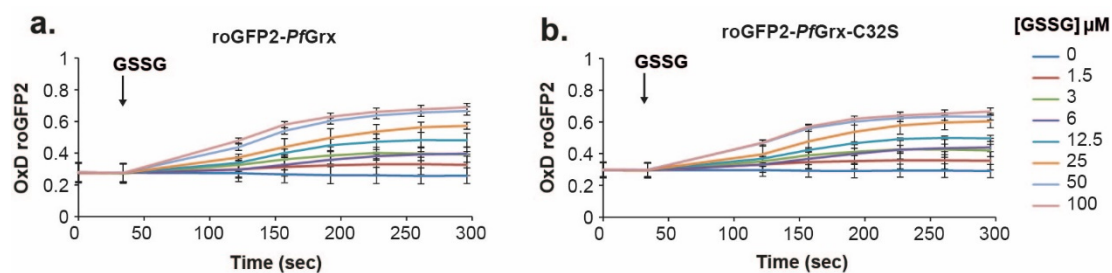 a.
roGFP2-PfGrx
GSSG
OxD roGFP2
1
0.8
0.6
0.4
0.2
0
0 50 100 150 200 250 300
Time (sec)
b.
roGFP2-PfGrx-C32S
GSSG
OxD roGFP2
1
0.8
0.6
0.4
0.2
0
0 50 100 150 200 250 300
Time (sec)
[GSSG] µM
0
1.5
3
6
12.5
25
50
100